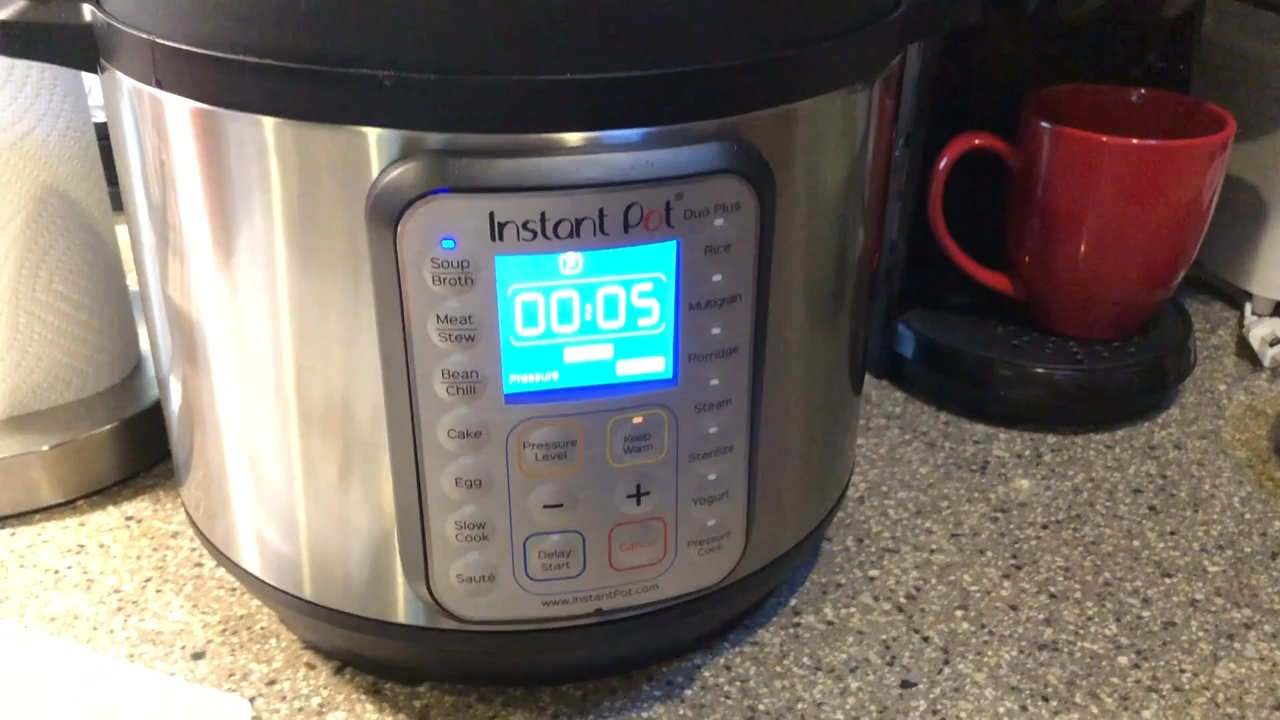 Instant Pot®
Duo Plus
Soup
Broth
Meat
Stew
Bean
Chili
Cake
Egg
Slow
Cook
Sauté
00:05
Pressure
Pressure
Level
Keep
Warm
-
+
Delay
Start
Cancel
www.InstantPot.com
Rice
Multigrain
Porridge
Steam
Sterilize
Yogurt
Pressure
Cook